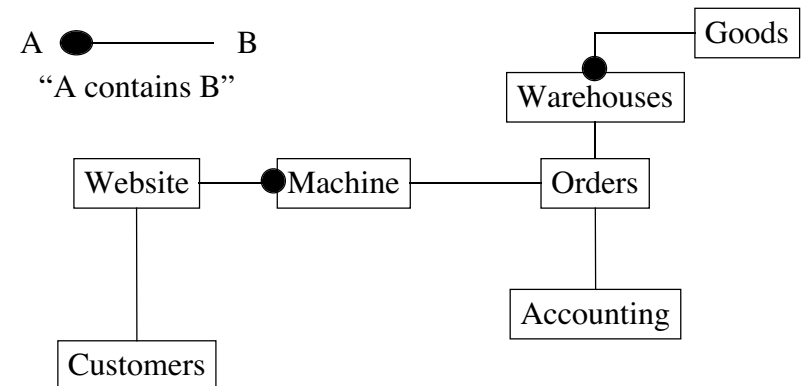 A B
“A contains B”
Goods
Warehouses
Website
Machine
Orders
Accounting
Customers